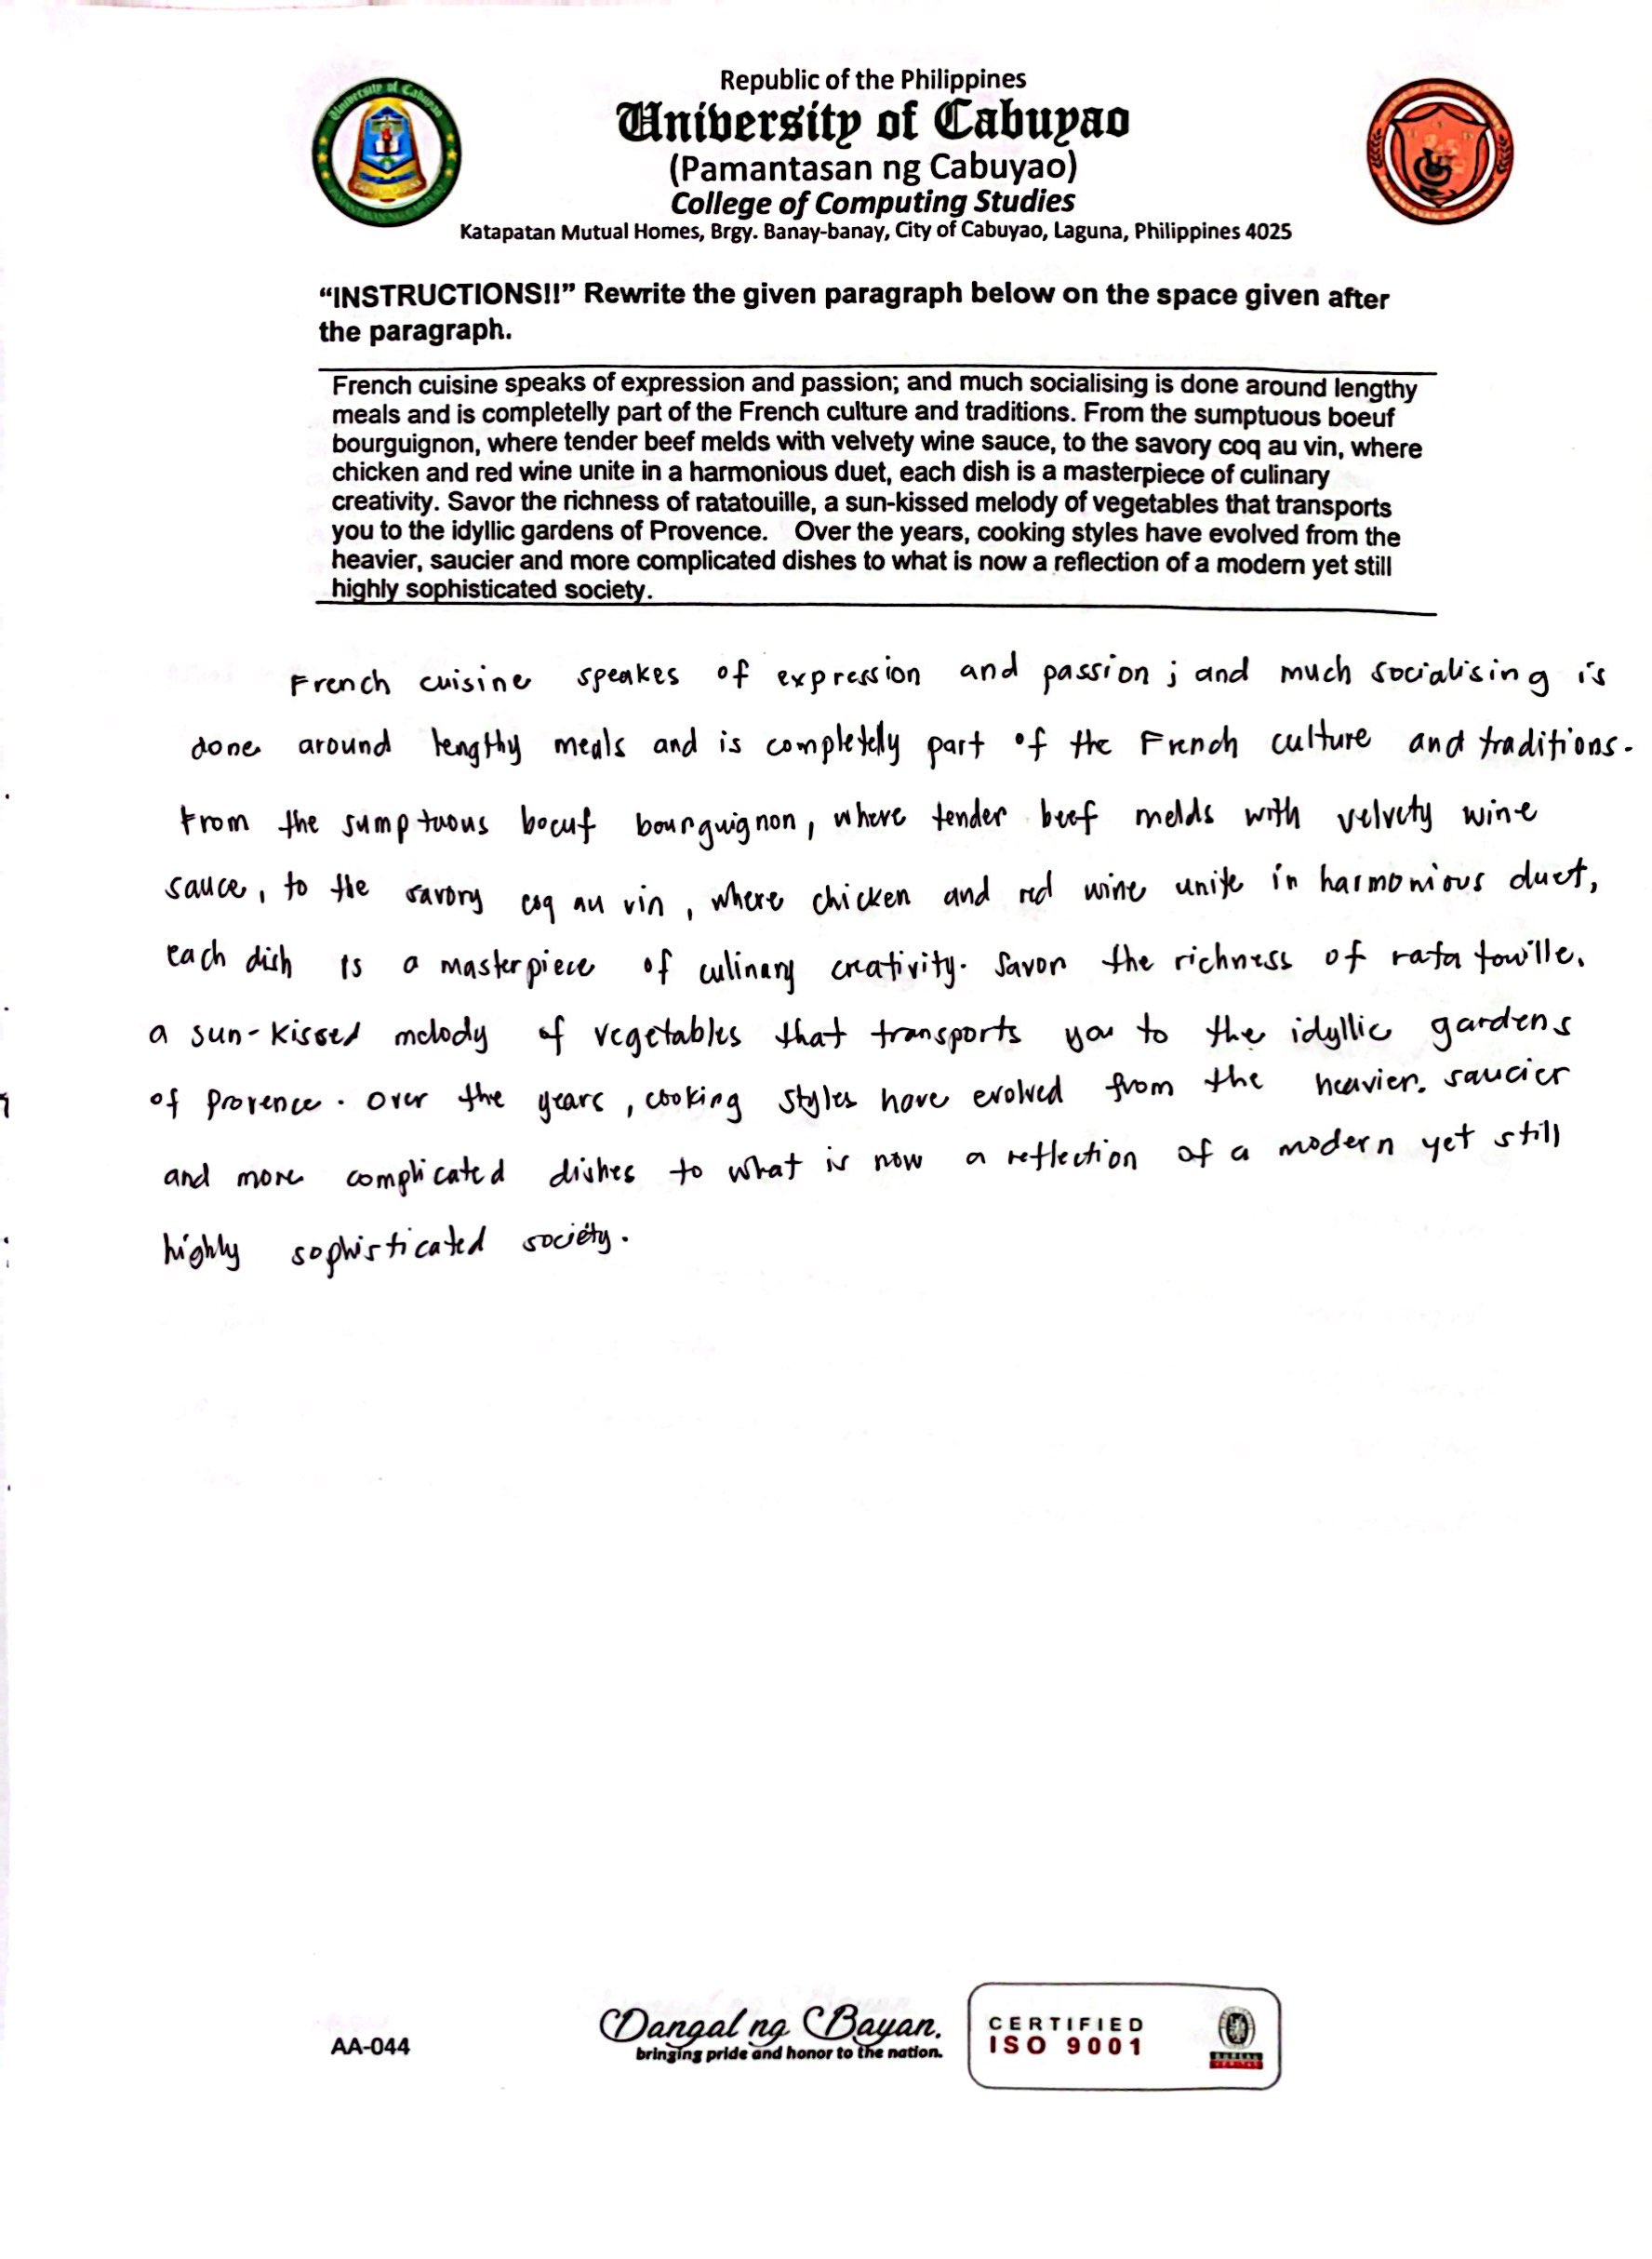 Republic of the Philippines
University of Cabuyao
(Pamantasan ng Cabuyao)
College of Computing Studies
Katapatan Mutual Homes, Brgy. Banay-banay, City of Cabuyao, Laguna, Philippines 4025
“INSTRUCTIONS!!” Rewrite the given paragraph below on the space given after
the paragraph.
French cuisine speaks of expression and passion; and much socialising is done around lengthy
meals and is completelly part of the French culture and traditions. From the sumptuous boeuf
bourguignon, where tender beef melds with velvety wine sauce, to the savory coq au vin, where
chicken and red wine unite in a harmonious duet, each dish is a masterpiece of culinary
creativity. Savor the richness of ratatouille, a sun-kissed melody of vegetables that transports
you to the idyllic gardens of Provence. Over the years, cooking styles have evolved from the
heavier, saucier and more complicated dishes to what is now a reflection of a modern yet still
highly sophisticated society.
French cuisine speakes of expression and passion ; and much socialising is
done around lengthy meals and is completely part of the French culture and traditions.
From the sumptuous boeuf bourguignon, where tender beef melds with velvety wine
sauce, to the savory coq au vin, where chicken and red wine unite in harmonious duet,
each dish is a masterpiece of culinary creativity. Savor the richness of ratatouille,
a sun-kissed melody of vegetables that transports you to the idyllic gardens
of Provence. Over the years, cooking styles have evolved from the heavier, saucier
and more complicated dishes to what is now a reflection of a modern yet still
highly sophisticated society.
AA-044
Dangal ng Bayan.
bringing pride and honor to the nation.
CERTIFIED
ISO 9001